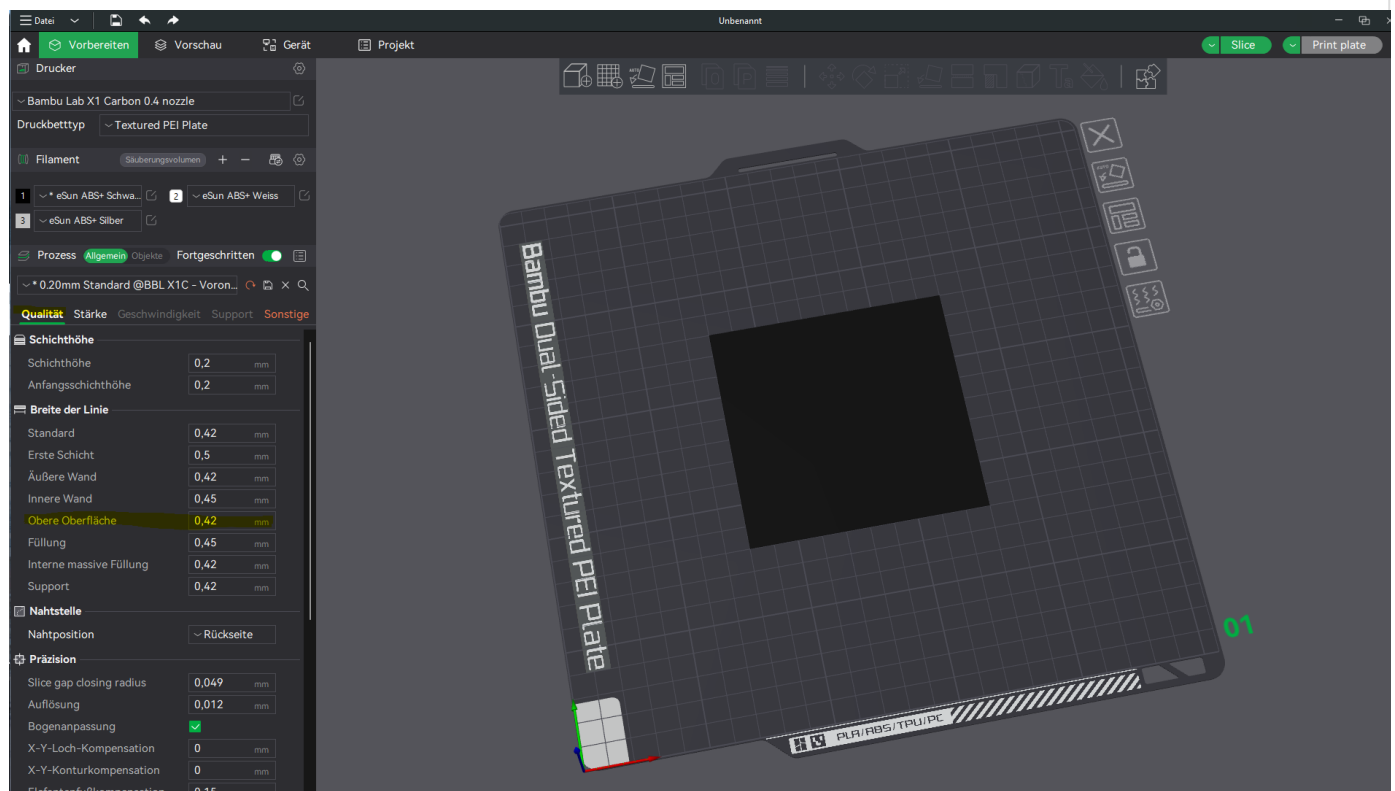 Datei
Unbenannt
Vorbereiten Vorschau Gerät Projekt Slice Print plate
Drucker
Bambu Lab X1 Carbon 0.4 nozzle
Druckbetttyp Textured PEI Plate
Filament Säuberungsvolumen + −
1 * eSun ABS+ Schwa... 2 eSun ABS+ Weiss
3 eSun ABS+ Silber
Prozess Allgemein Objekte Fortgeschritten
* 0.20mm Standard @BBL X1C - Voron...
Qualität Stärke Geschwindigkeit Support Sonstige
Schichthöhe
Schichthöhe 0,2 mm
Anfangsschichthöhe 0,2 mm
Breite der Linie
Standard 0,42 mm
Erste Schicht 0,5 mm
Äußere Wand 0,42 mm
Innere Wand 0,45 mm
Obere Oberfläche 0,42 mm
Füllung 0,45 mm
Interne massive Füllung 0,42 mm
Support 0,42 mm
Nahtstelle
Nahtposition Rückseite
Präzision
Slice gap closing radius 0,049 mm
Auflösung 0,012 mm
Bogenanpassung
X-Y-Loch-Kompensation 0 mm
X-Y-Konturkompensation 0 mm
Elefantenfußkompensation 0,15
AUTO
Bambu Dual-Sided Textured PEI Plate
AUTO
01
PLA/ABS/TPU/PC